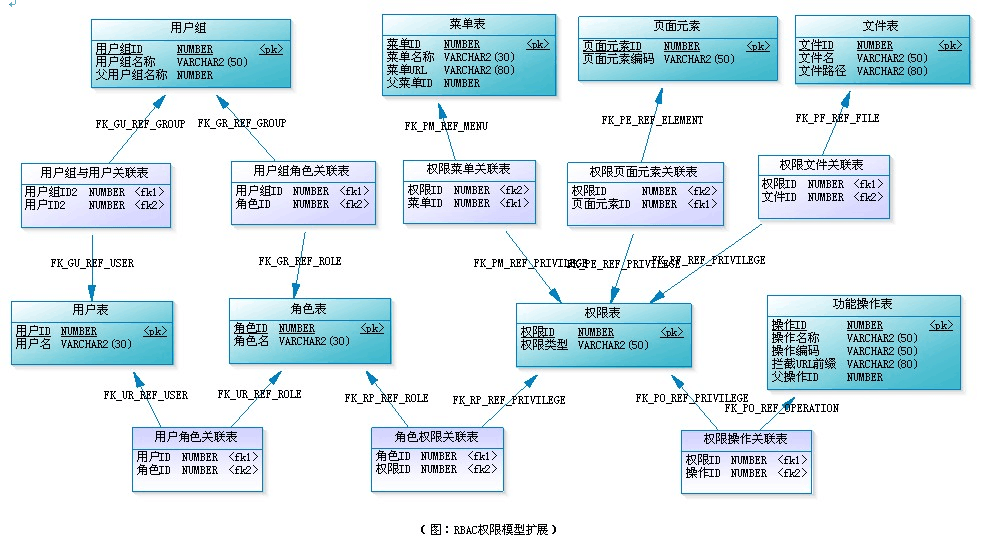 用户组
用户组ID NUMBER <pk>
用户组名称 VARCHAR2(50)
父用户组名称 NUMBER
菜单表
菜单ID NUMBER <pk>
菜单名称 VARCHAR2(30)
菜单URL VARCHAR2(80)
父菜单ID NUMBER
页面元素
页面元素ID NUMBER <pk>
页面元素编码 VARCHAR2(50)
文件表
文件ID NUMBER <pk>
文件名 VARCHAR2(50)
文件路径 VARCHAR2(80)
FK_GU_REF_GROUP
FK_GR_REF_GROUP
FK_PM_REF_MENU
FK_PE_REF_ELEMENT
FK_PF_REF_FILE
用户组与用户关联表
用户组ID2 NUMBER <fk1>
用户ID2 NUMBER <fk2>
用户组角色关联表
用户组ID NUMBER <fk1>
角色ID NUMBER <fk2>
权限菜单关联表
权限ID NUMBER <fk2>
菜单ID NUMBER <fk1>
权限页面元素关联表
权限ID NUMBER <fk2>
页面元素ID NUMBER <fk1>
权限文件关联表
权限ID NUMBER <fk1>
文件ID NUMBER <fk2>
FK_GU_REF_USER
FK_GR_REF_ROLE
FK_PM_REF_PRIVILEGE
FK_PE_REF_PRIVILEGE
FK_PF_REF_PRIVILEGE
用户表
用户ID NUMBER <pk>
用户名 VARCHAR2(30)
角色表
角色ID NUMBER <pk>
角色名 VARCHAR2(30)
权限表
权限ID NUMBER <pk>
权限类型 VARCHAR2(50)
功能操作表
操作ID NUMBER <pk>
操作名称 VARCHAR2(50)
操作编码 VARCHAR2(50)
拦截URL前缀 VARCHAR2(80)
父操作ID NUMBER
FK_UR_REF_USER
FK_UR_REF_ROLE
FK_RP_REF_ROLE
FK_RP_REF_PRIVILEGE
FK_PO_REF_PRIVILEGE
FK_PO_REF_OPERATION
用户角色关联表
用户ID NUMBER <fk1>
角色ID NUMBER <fk2>
角色权限关联表
角色ID NUMBER <fk1>
权限ID NUMBER <fk2>
权限操作关联表
权限ID NUMBER <fk1>
操作ID NUMBER <fk2>
（图：RBAC权限模型扩展）